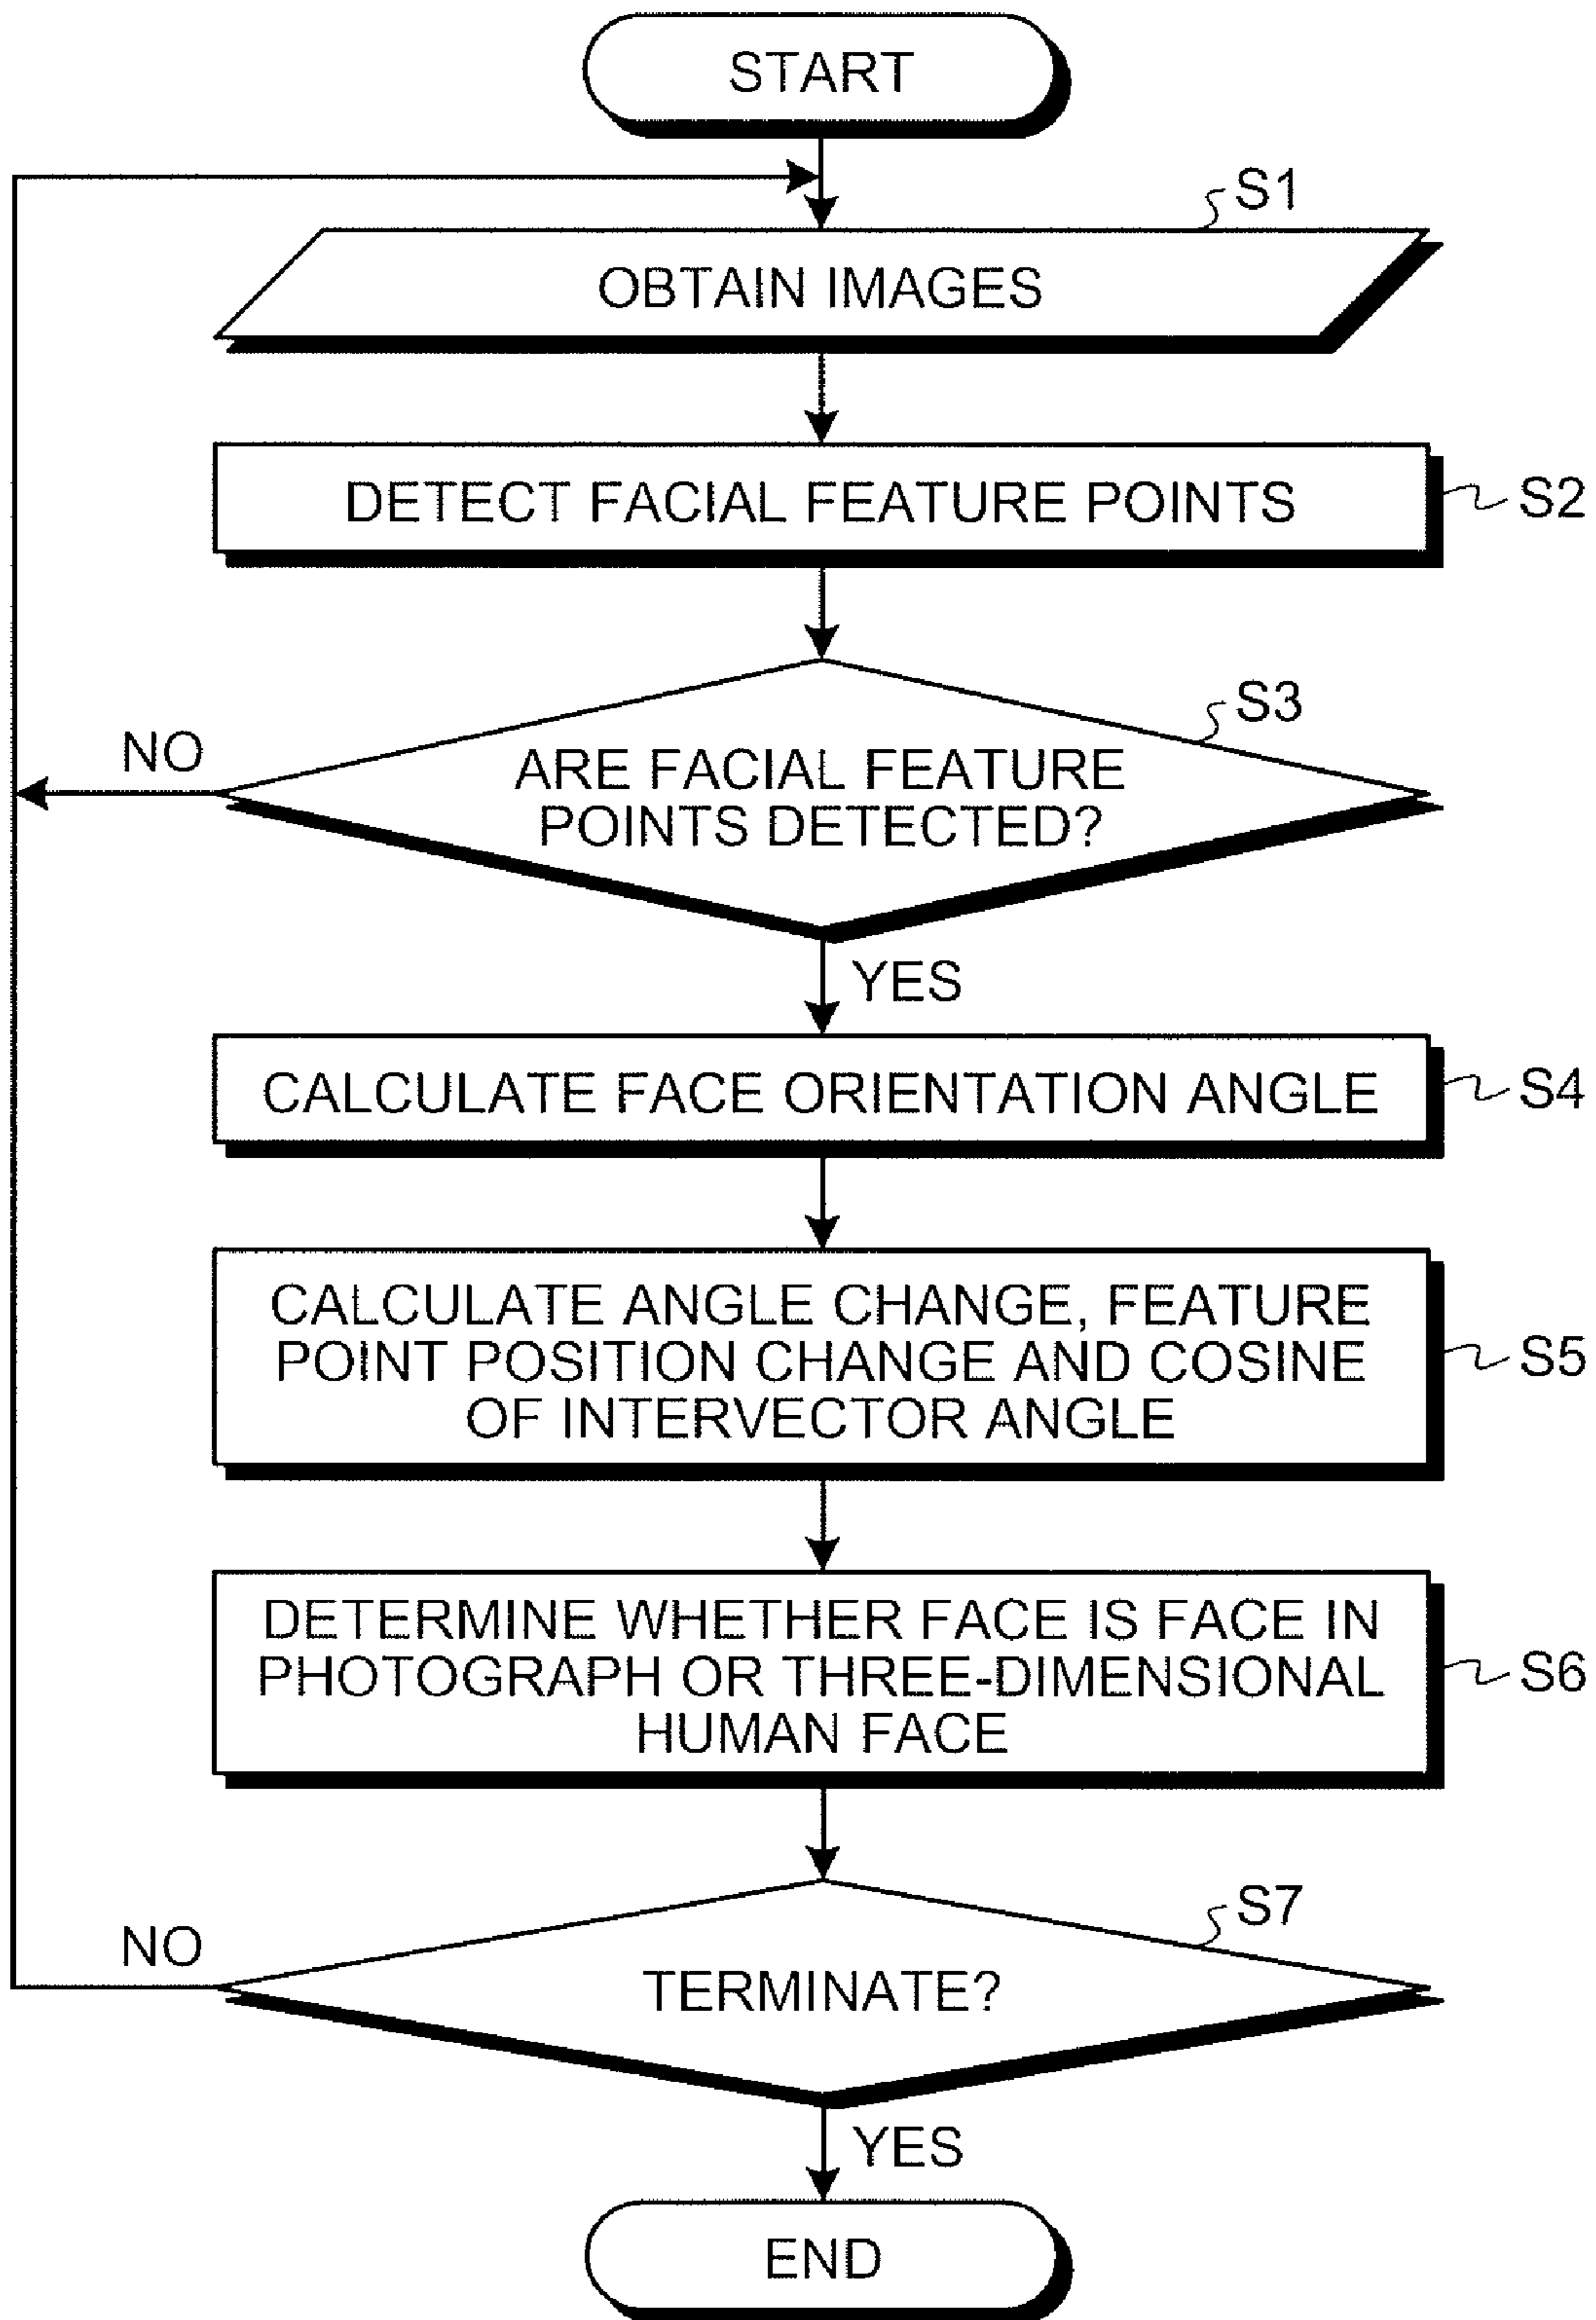 START
S1
OBTAIN IMAGES
DETECT FACIAL FEATURE POINTS
S2
S3
ARE FACIAL FEATURE
POINTS DETECTED?
NO
YES
CALCULATE FACE ORIENTATION ANGLE
S4
CALCULATE ANGLE CHANGE, FEATURE
POINT POSITION CHANGE AND COSINE
OF INTERVECTOR ANGLE
S5
DETERMINE WHETHER FACE IS FACE IN
PHOTOGRAPH OR THREE-DIMENSIONAL
HUMAN FACE
S6
S7
NO
TERMINATE?
YES
END